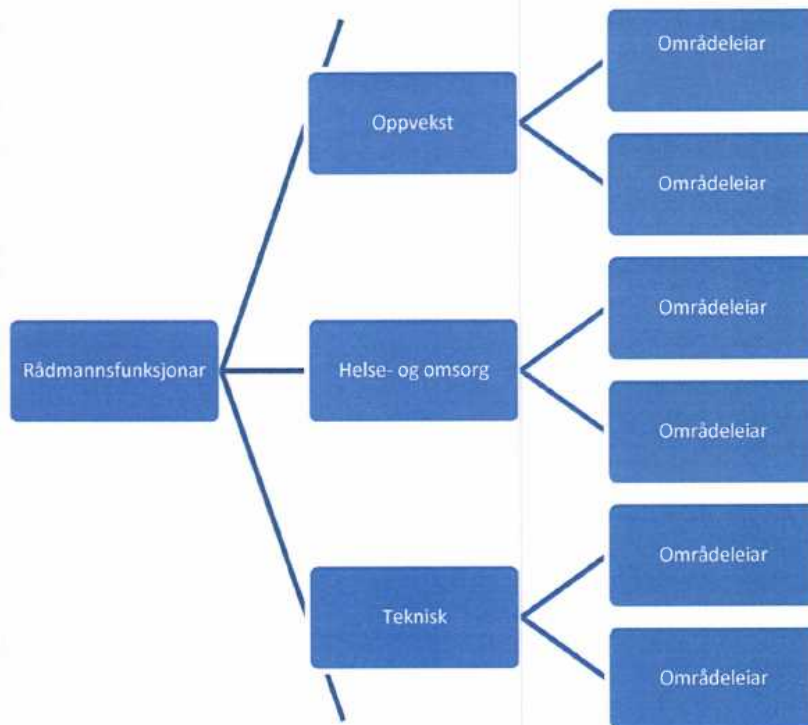 Rådmannsfunksjonar
Oppvekst
Områdeleiar
Områdeleiar
Helse- og omsorg
Områdeleiar
Områdeleiar
Teknisk
Områdeleiar
Områdeleiar